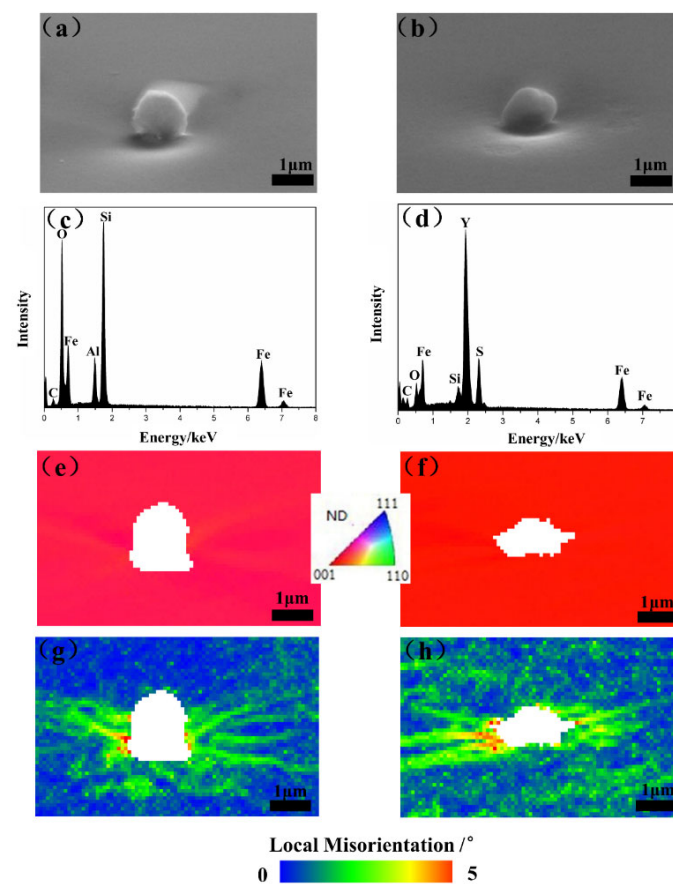 （a）
（b）
1μm
1μm
（c）
Si
O
Fe
Al
C
Fe
Fe
Intensity
0 1 2 3 4 5 6 7 8
Energy/keV
（d）
Y
Fe
S
O
Si
C
Fe
Fe
Intensity
0 1 2 3 4 5 6 7
Energy/keV
（e）
1μm
ND
111
001
110
（f）
1μm
（g）
1μm
（h）
1μm
Local Misorientation /°
0
5